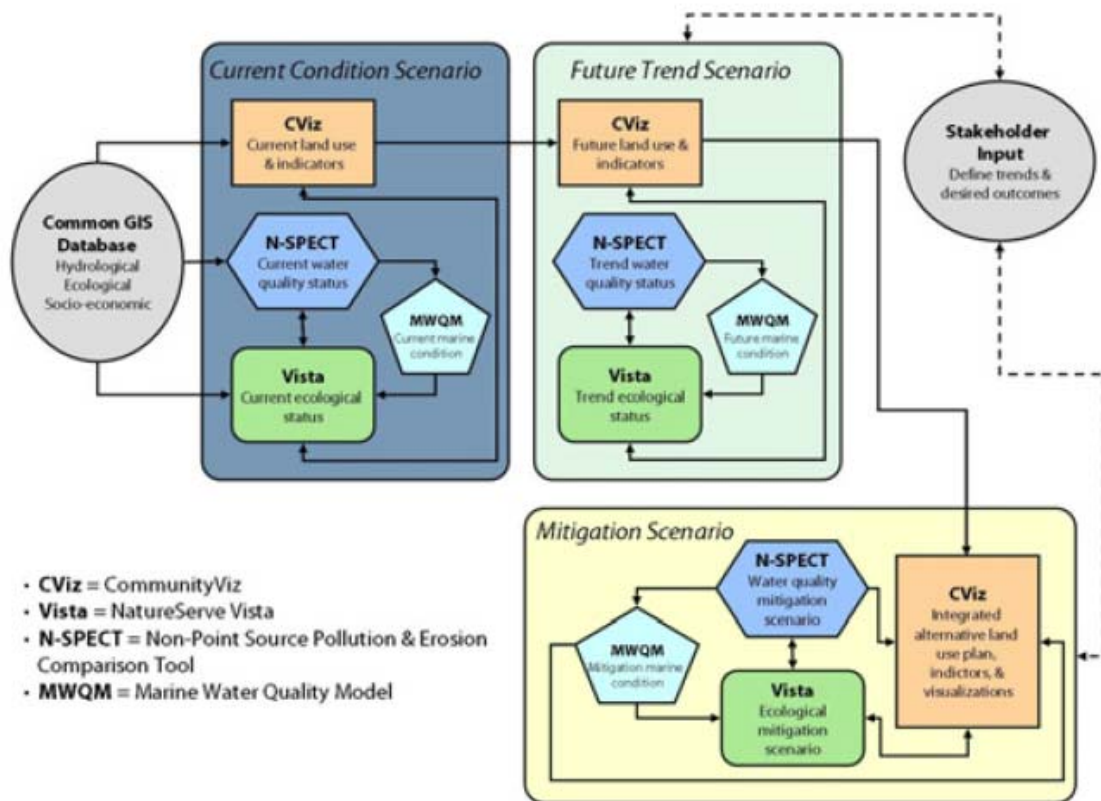 Current Condition Scenario
CViz
Current land use
& indicators
N-SPECT
Current water
quality status
MWQM
Current marine
condition
Vista
Current ecological
status
Common GIS
Database
Hydrological
Ecological
Socio-economic
Future Trend Scenario
CViz
Future land use &
indicators
N-SPECT
Trend water
quality status
MWQM
Future marine
condition
Vista
Trend ecological
status
Stakeholder
Input
Define trends &
desired outcomes
Mitigation Scenario
N-SPECT
Water quality
mitigation
scenario
MWQM
Mitigation marine
condition
Vista
Ecological
mitigation
scenario
CViz
Integrated
alternative land
use plan,
indictors, &
visualizations
• CViz = CommunityViz
• Vista = NatureServe Vista
• N-SPECT = Non-Point Source Pollution & Erosion
Comparison Tool
• MWQM = Marine Water Quality Model